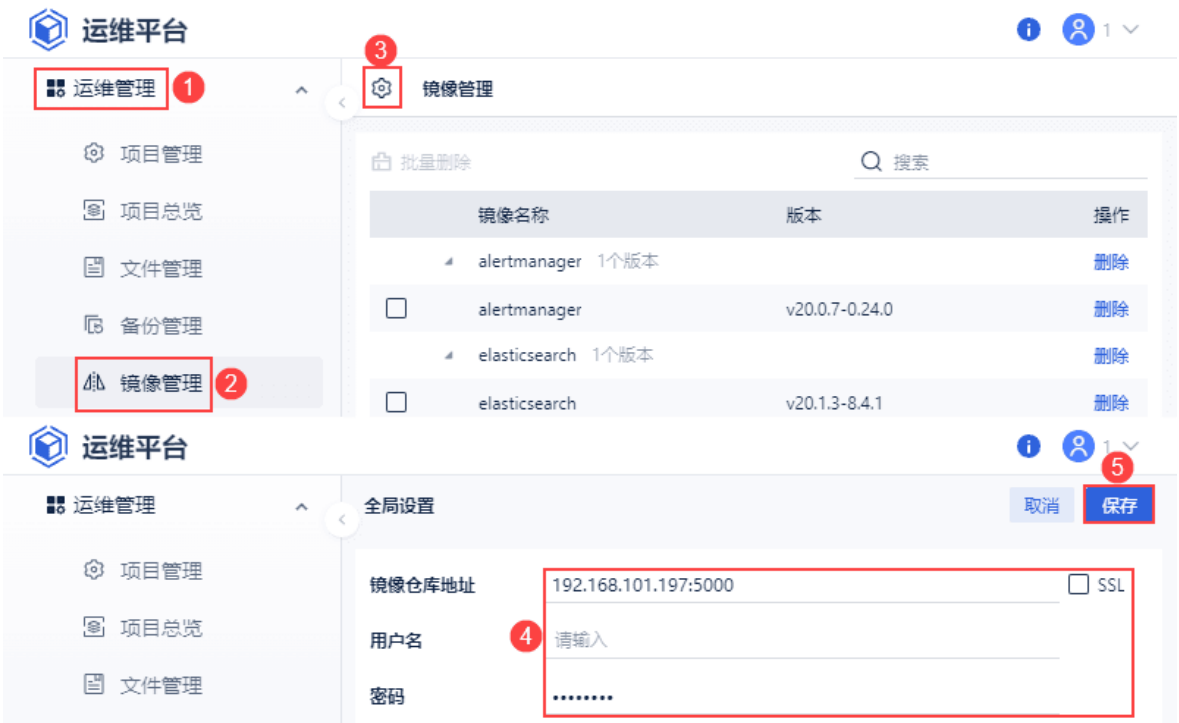 运维平台
1
3
运维管理 1
镜像管理
项目管理
批量删除
搜索
项目总览
镜像名称 版本 操作
文件管理
alertmanager 1个版本 删除
备份管理
alertmanager v20.0.7-0.24.0 删除
elasticsearch 1个版本 删除
镜像管理 2
elasticsearch v20.1.3-8.4.1 删除
运维平台
1
5
运维管理
全局设置 取消 保存
项目管理
镜像仓库地址 192.168.101.197:5000 SSL
项目总览
用户名 4 请输入
文件管理
密码 ••••••••